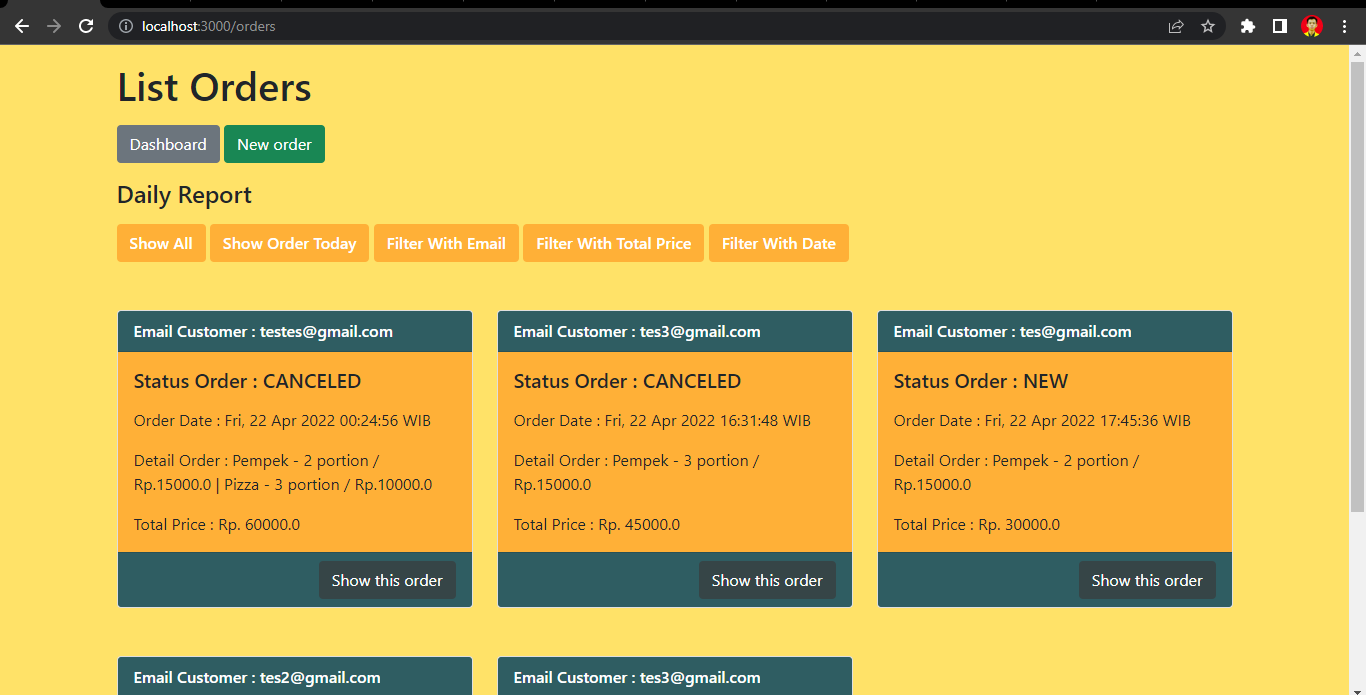 localhost:3000/orders
List Orders
Dashboard New order
Daily Report
Show All Show Order Today Filter With Email Filter With Total Price Filter With Date
Email Customer : testes@gmail.com
Status Order : CANCELED
Order Date : Fri, 22 Apr 2022 00:24:56 WIB
Detail Order : Pempek - 2 portion /
Rp.15000.0 | Pizza - 3 portion / Rp.10000.0
Total Price : Rp. 60000.0
Show this order
Email Customer : tes3@gmail.com
Status Order : CANCELED
Order Date : Fri, 22 Apr 2022 16:31:48 WIB
Detail Order : Pempek - 3 portion /
Rp.15000.0
Total Price : Rp. 45000.0
Show this order
Email Customer : tes@gmail.com
Status Order : NEW
Order Date : Fri, 22 Apr 2022 17:45:36 WIB
Detail Order : Pempek - 2 portion /
Rp.15000.0
Total Price : Rp. 30000.0
Show this order
Email Customer : tes2@gmail.com
Email Customer : tes3@gmail.com